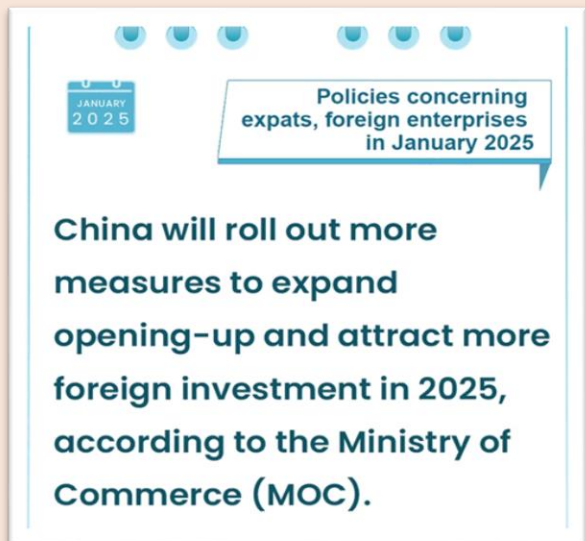 JANUARY
2025
Policies concerning
expats, foreign enterprises
in January 2025
China will roll out more
measures to expand
opening-up and attract more
foreign investment in 2025,
according to the Ministry of
Commerce (MOC).